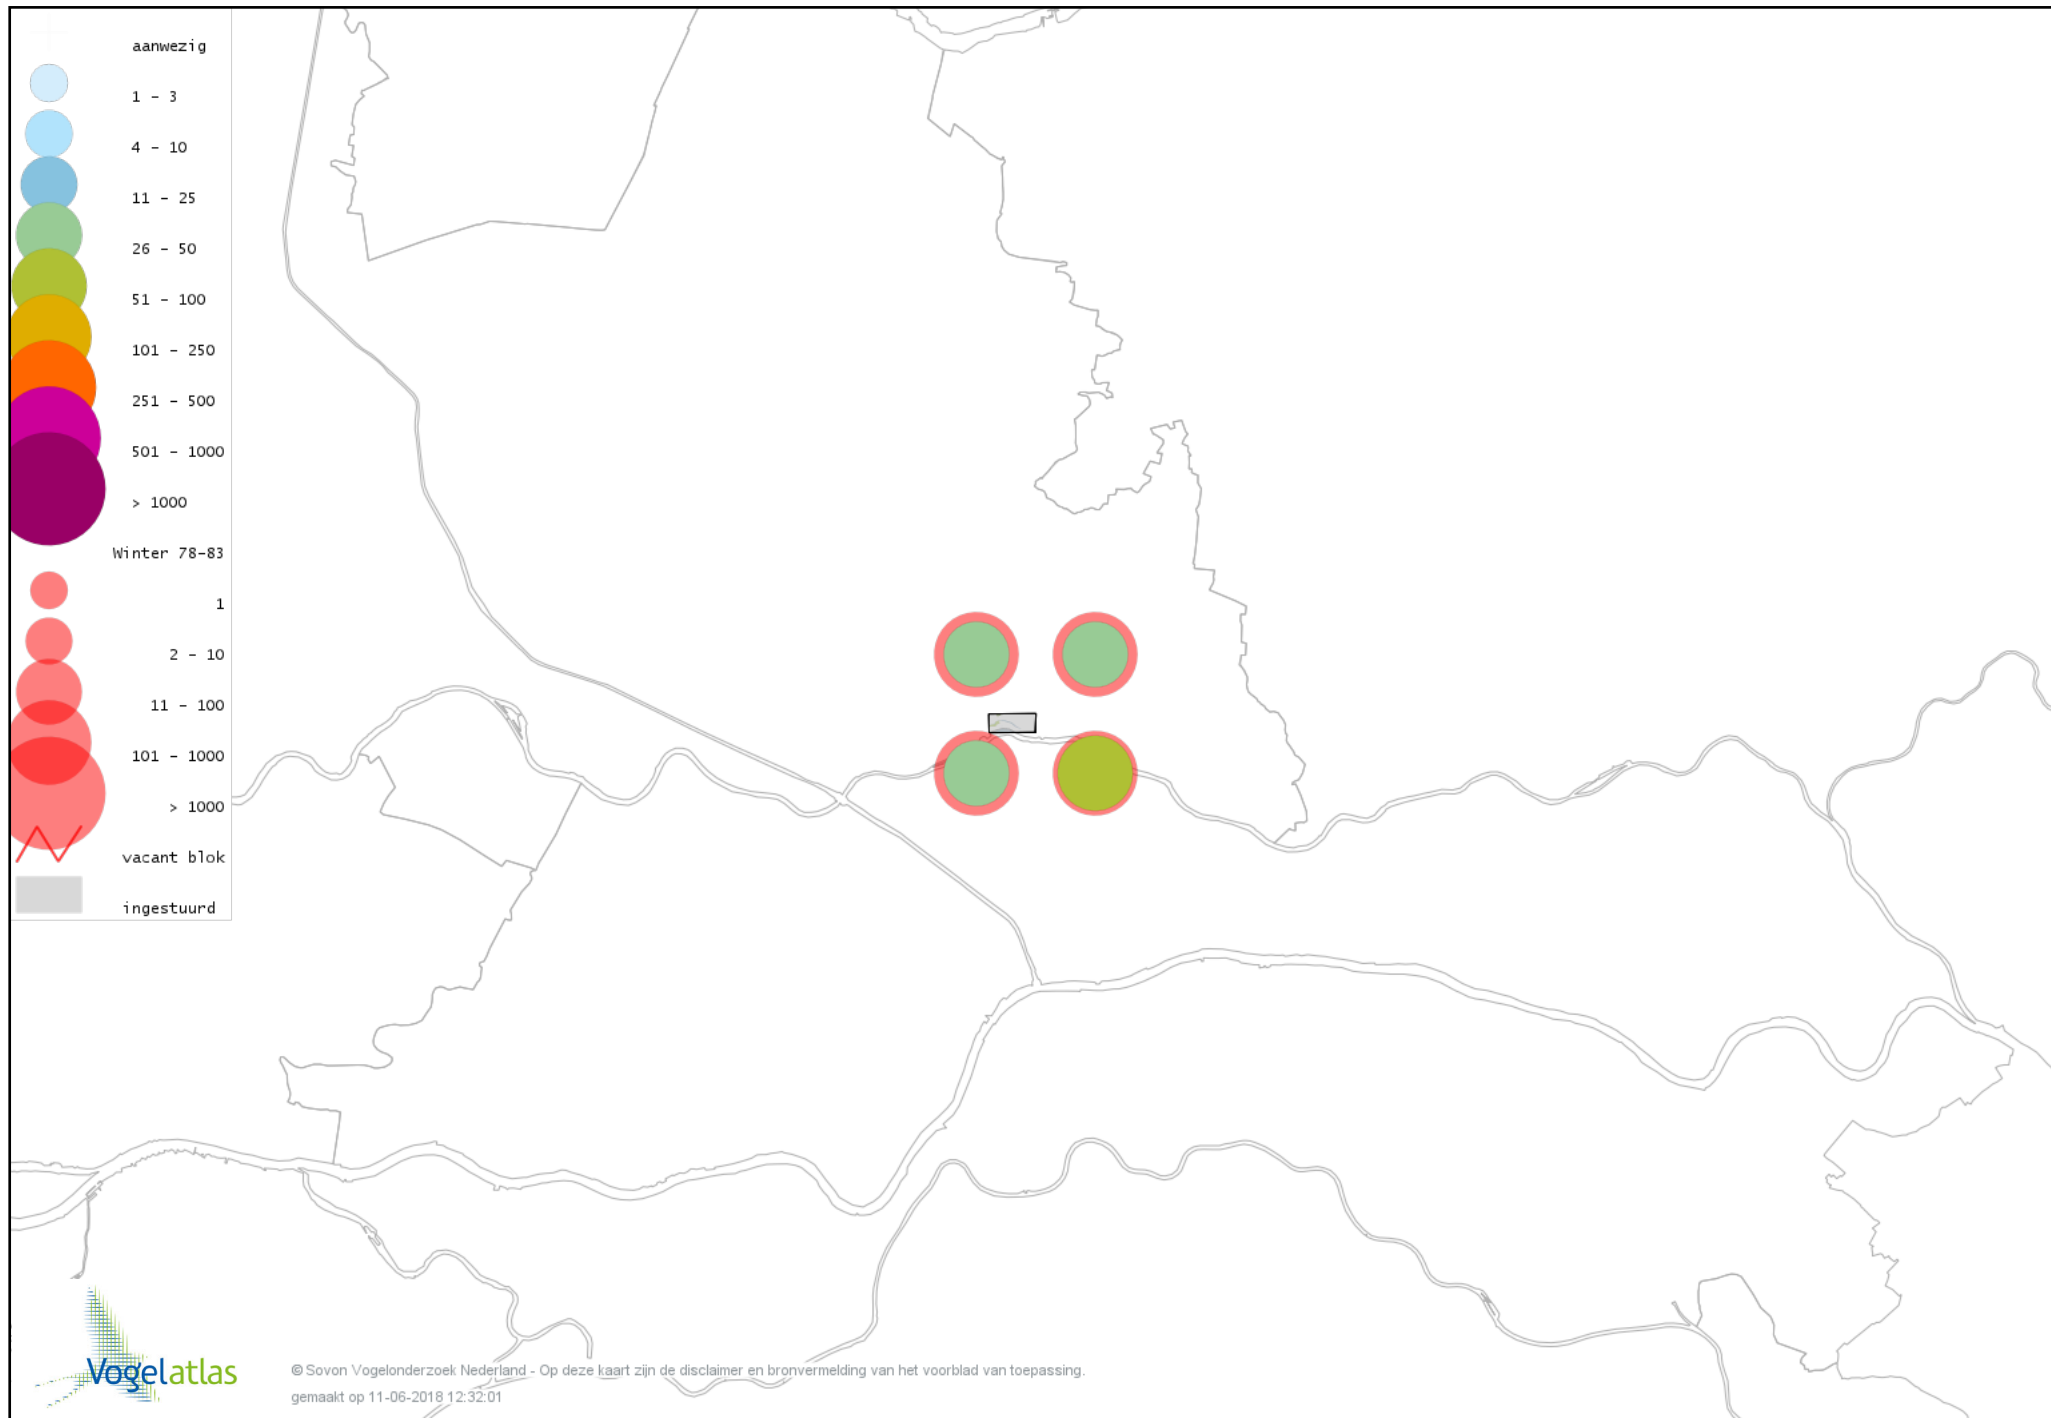 aanwezig
1 - 3
4 - 10
11 - 25
26 - 50
51 - 100
101 - 250
251 - 500
501 - 1000
> 1000
Winter 78-83
1
2 - 10
11 - 100
101 - 1000
> 1000
vacant blok
ingestuurd
Vogelatlas
© Sovon Vogelonderzoek Nederland - Op deze kaart zijn de disclaimer en bronvermelding van het voorblad van toepassing.
gemaakt op 11-06-2018 12:32:01